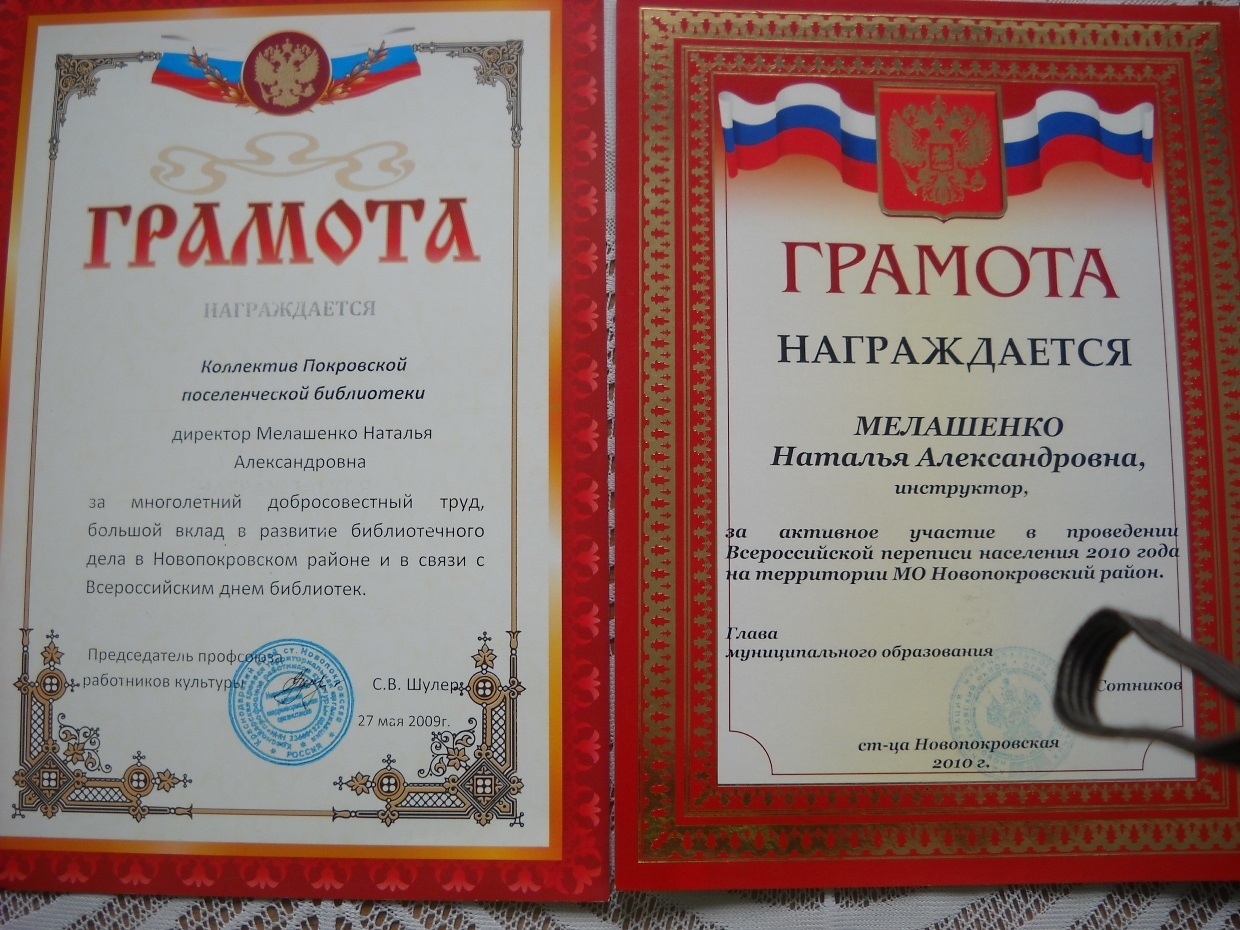 ГРАМОТА
НАГРАЖДАЕТСЯ
Коллектив Покровской
поселенческой библиотеки
директор Мелашенко Наталья
Александровна
за многолетний добросовестный труд,
большой вклад в развитие библиотечного
дела в Новопокровском районе и в связи с
Всероссийским днем библиотек.
Председатель профсоюза
работников культуры
С.В. Шулер
27 мая 2009г.
РОССИЯ
ГРАМОТА
НАГРАЖДАЕТСЯ
МЕЛАШЕНКО
Наталья Александровна,
инструктор,
за активное участие в проведении
Всероссийской переписи населения 2010 года
на территории МО Новопокровский район.
Глава
муниципального образования
Сотников
ст-ца Новопокровская
2010 г.